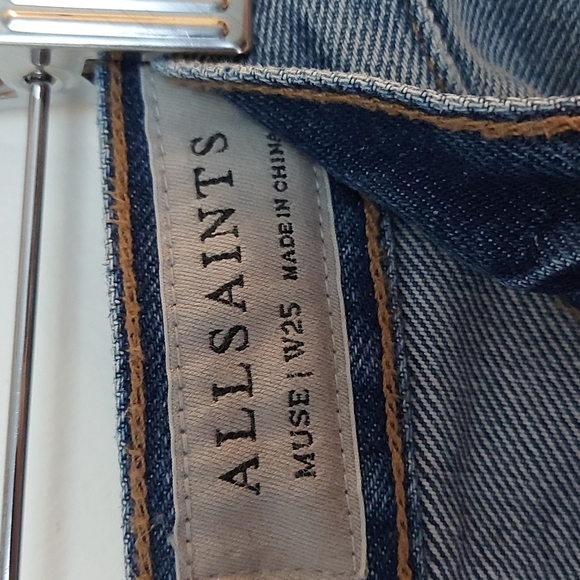 ALLSAINTS
MUSE | W25 MADE IN CHINA